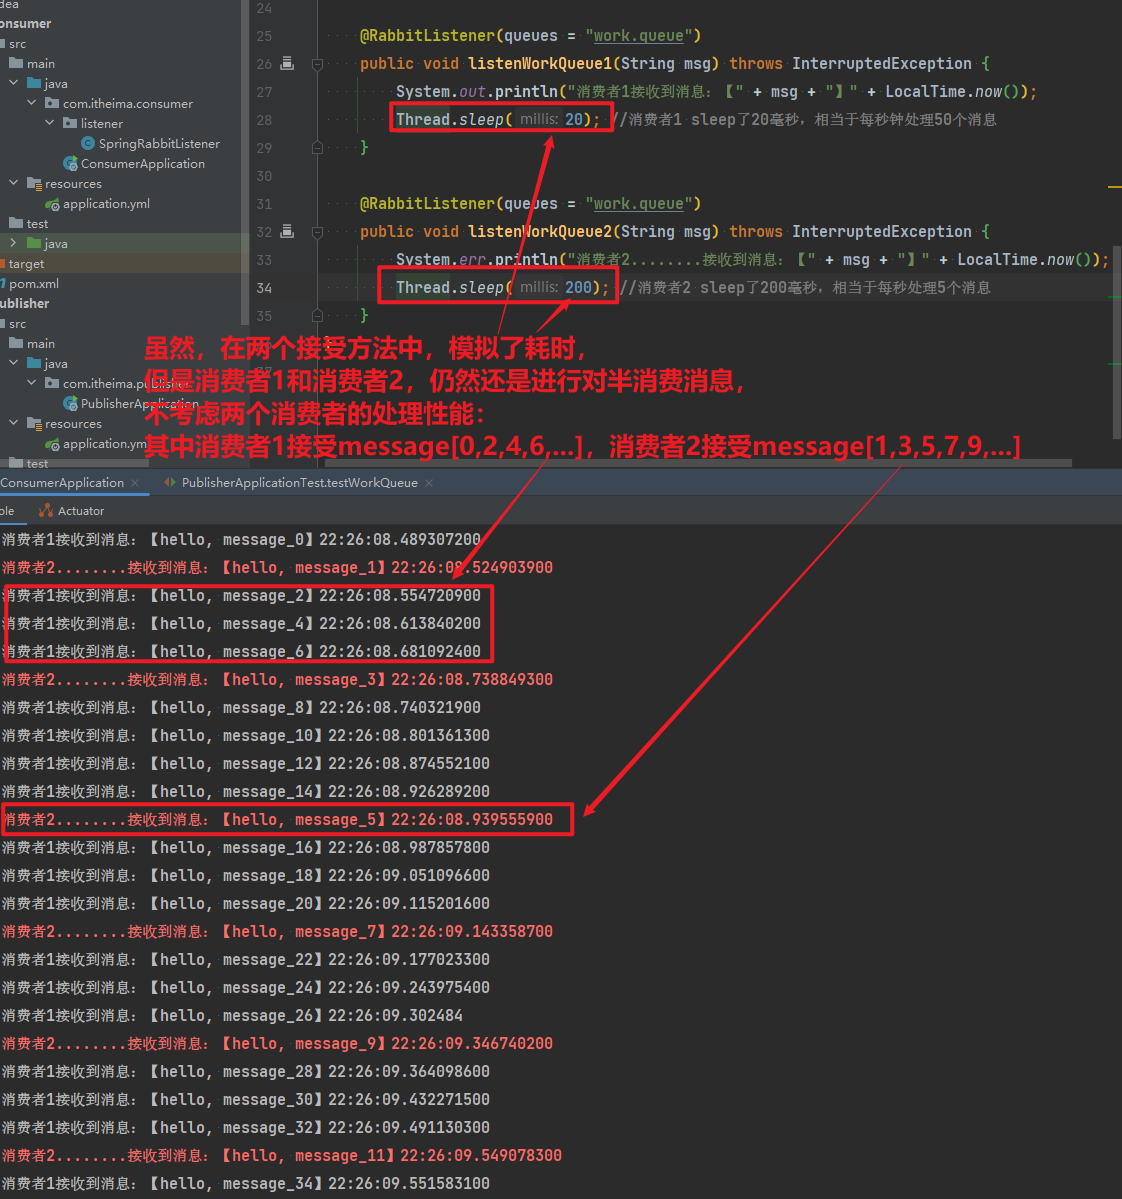 dea
onsumer
src
main
java
com.itheima.consumer
listener
SpringRabbitListener
ConsumerApplication
resources
application.yml
test
java
target
pom.xml
ublisher
src
main
java
com.itheima.publisher
PublisherApplication
resources
application.yml
test
24
25 @RabbitListener(queues = "work.queue")
26 public void listenWorkQueue1(String msg) throws InterruptedException {
27 System.out.println("消费者1接收到消息：【" + msg + "】" + LocalTime.now());
28 Thread.sleep( millis: 20); //消费者1 sleep了20毫秒，相当于每秒钟处理50个消息
29 }
30
31 @RabbitListener(queues = "work.queue")
32 public void listenWorkQueue2(String msg) throws InterruptedException {
33 System.err.println("消费者2........接收到消息：【" + msg + "】" + LocalTime.now());
34 Thread.sleep( millis: 200); //消费者2 sleep了200毫秒，相当于每秒处理5个消息
35 }
虽然，在两个接受方法中，模拟了耗时，
但是消费者1和消费者2，仍然还是进行对半消费消息，
不考虑两个消费者的处理性能：
其中消费者1接受message[0,2,4,6,...]，消费者2接受message[1,3,5,7,9,...]
ConsumerApplication × PublisherApplicationTest.testWorkQueue ×
ole Actuator
消费者1接收到消息：【hello, message_0】22:26:08.489307200
消费者2........接收到消息：【hello, message_1】22:26:08.524903900
消费者1接收到消息：【hello, message_2】22:26:08.554720900
消费者1接收到消息：【hello, message_4】22:26:08.613840200
消费者1接收到消息：【hello, message_6】22:26:08.681092400
消费者2........接收到消息：【hello, message_3】22:26:08.738849300
消费者1接收到消息：【hello, message_8】22:26:08.740321900
消费者1接收到消息：【hello, message_10】22:26:08.801361300
消费者1接收到消息：【hello, message_12】22:26:08.874552100
消费者1接收到消息：【hello, message_14】22:26:08.926289200
消费者2........接收到消息：【hello, message_5】22:26:08.939555900
消费者1接收到消息：【hello, message_16】22:26:08.987857800
消费者1接收到消息：【hello, message_18】22:26:09.051096600
消费者1接收到消息：【hello, message_20】22:26:09.115201600
消费者2........接收到消息：【hello, message_7】22:26:09.143358700
消费者1接收到消息：【hello, message_22】22:26:09.177023300
消费者1接收到消息：【hello, message_24】22:26:09.243975400
消费者1接收到消息：【hello, message_26】22:26:09.302484
消费者2........接收到消息：【hello, message_9】22:26:09.346740200
消费者1接收到消息：【hello, message_28】22:26:09.364098600
消费者1接收到消息：【hello, message_30】22:26:09.432271500
消费者1接收到消息：【hello, message_32】22:26:09.491130300
消费者2........接收到消息：【hello, message_11】22:26:09.549078300
消费者1接收到消息：【hello, message_34】22:26:09.551583100